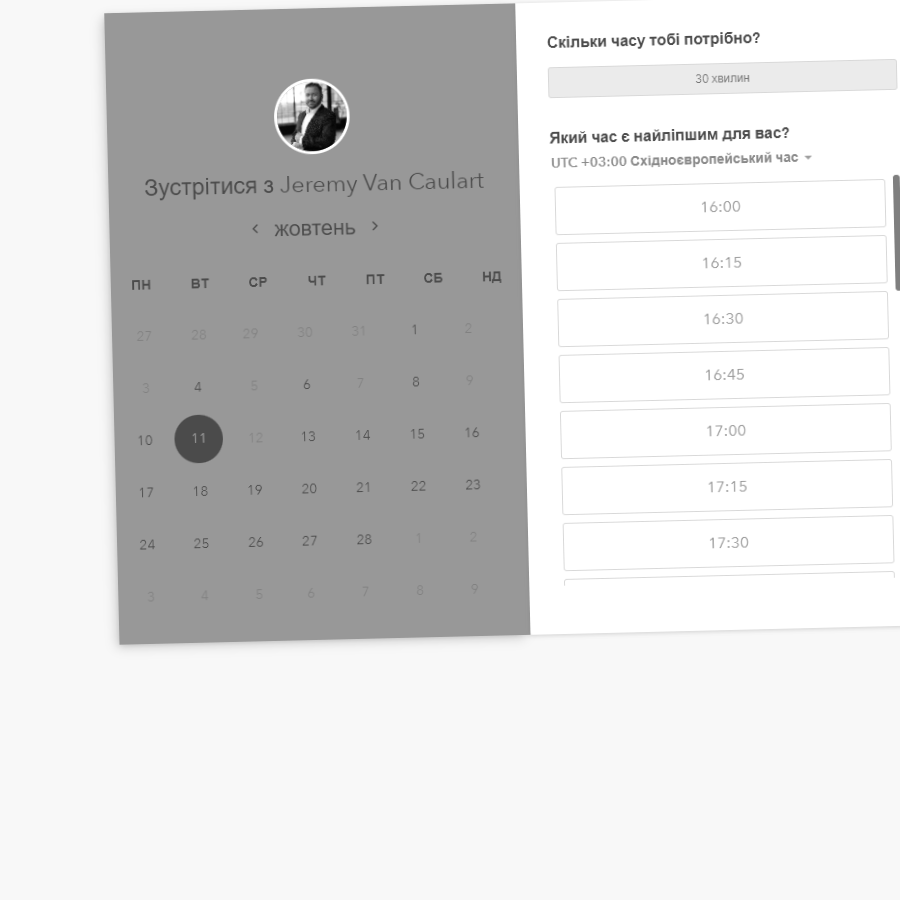 Зустрітися з Jeremy Van Caulart
жовтень
ПН ВТ СР ЧТ ПТ СБ НД
27 28 29 30 31 1 2
3 4 5 6 7 8 9
10 11 12 13 14 15 16
17 18 19 20 21 22 23
24 25 26 27 28 1 2
3 4 5 6 7 8 9
Скільки часу тобі потрібно?
30 хвилин
Який час є найліпшим для вас?
UTC +03:00 Східноєвропейський час
16:00
16:15
16:30
16:45
17:00
17:15
17:30